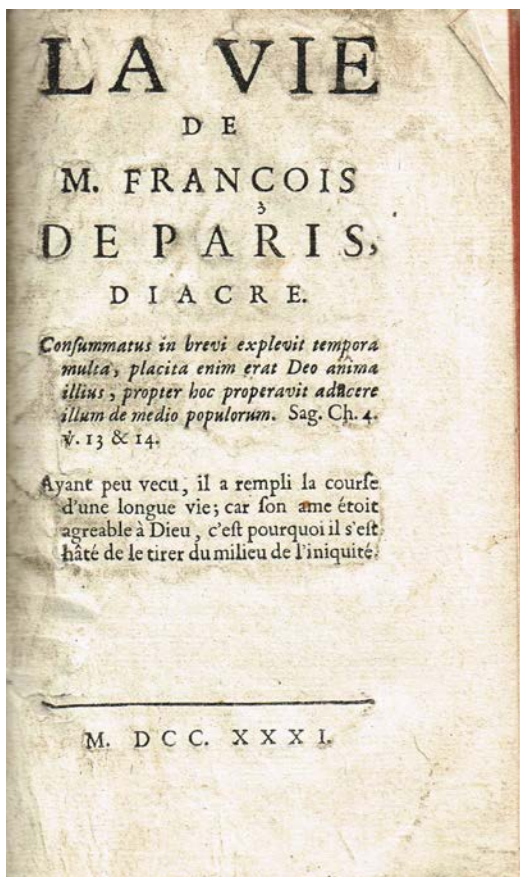 LA VIE
DE
M. FRANÇOIS
DE PARIS,
DIACRE.
Conſummatus in brevi explevit tempora
multa, placita enim erat Deo anima
illius, propter hoc properavit aducere
illum de medio populorum. Sag. Ch. 4.
ꝟ. 13 & 14.
Ayant peu vecu, il a rempli la courſe
d'une longue vie; car ſon ame étoit
agreable à Dieu, c'eſt pourquoi il s'eſt
hâté de le tirer du milieu de l'iniquité.
M. DCC. XXXI.